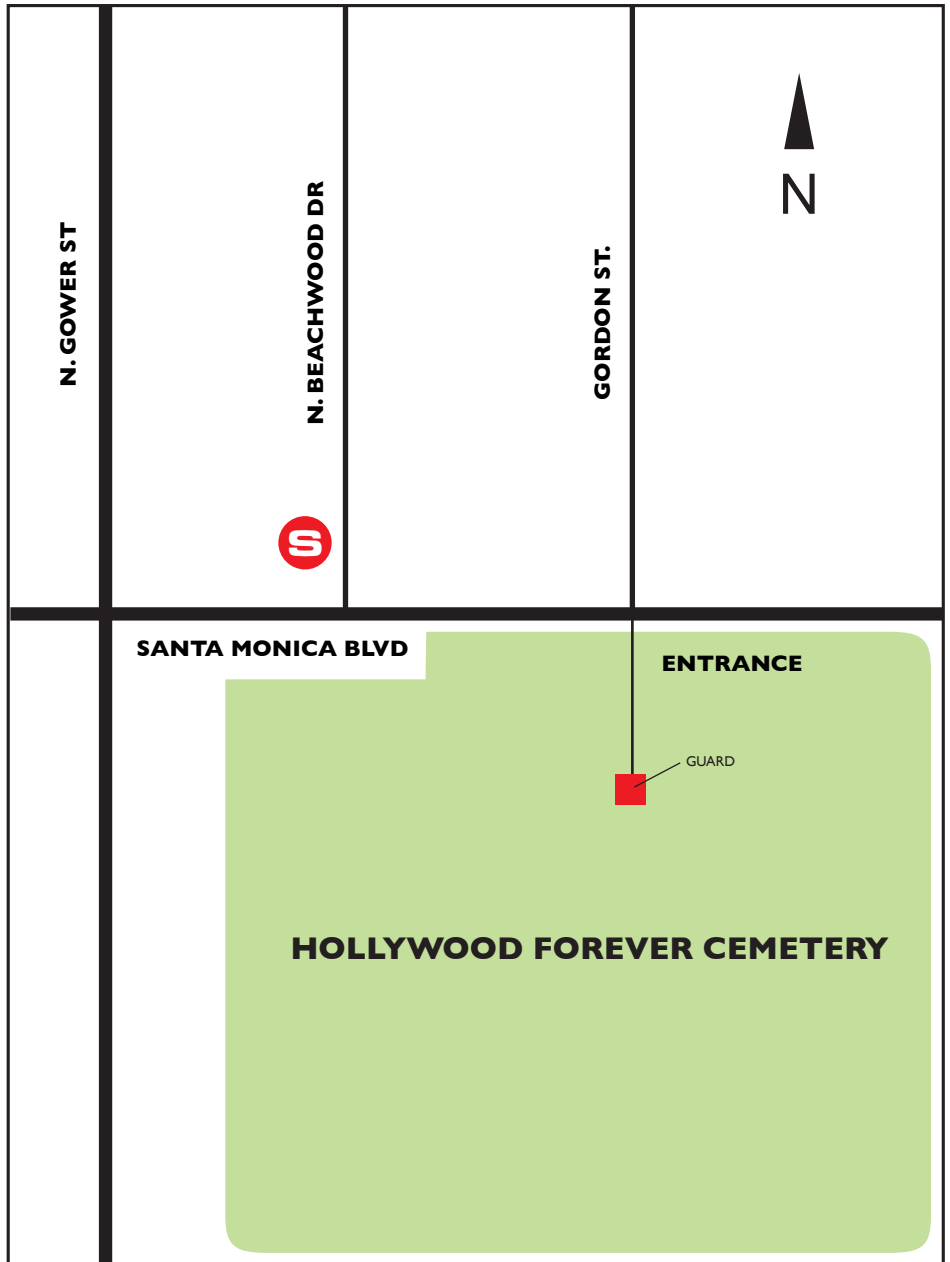 N. GOWER ST
N. BEACHWOOD DR
GORDON ST.
N
S
SANTA MONICA BLVD
ENTRANCE
GUARD
HOLLYWOOD FOREVER CEMETERY